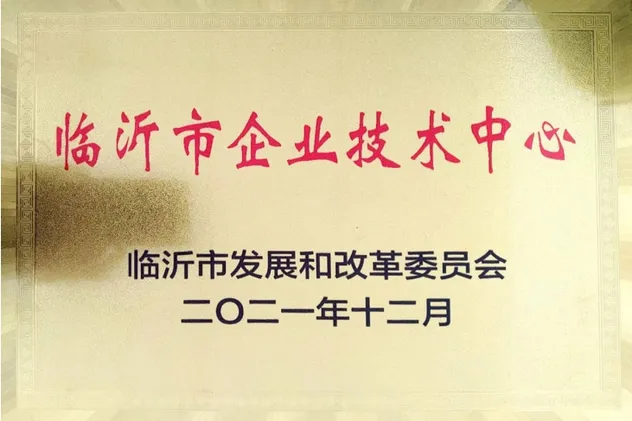 临沂市企业技术中心
临沂市发展和改革委员会
二〇二一年十二月